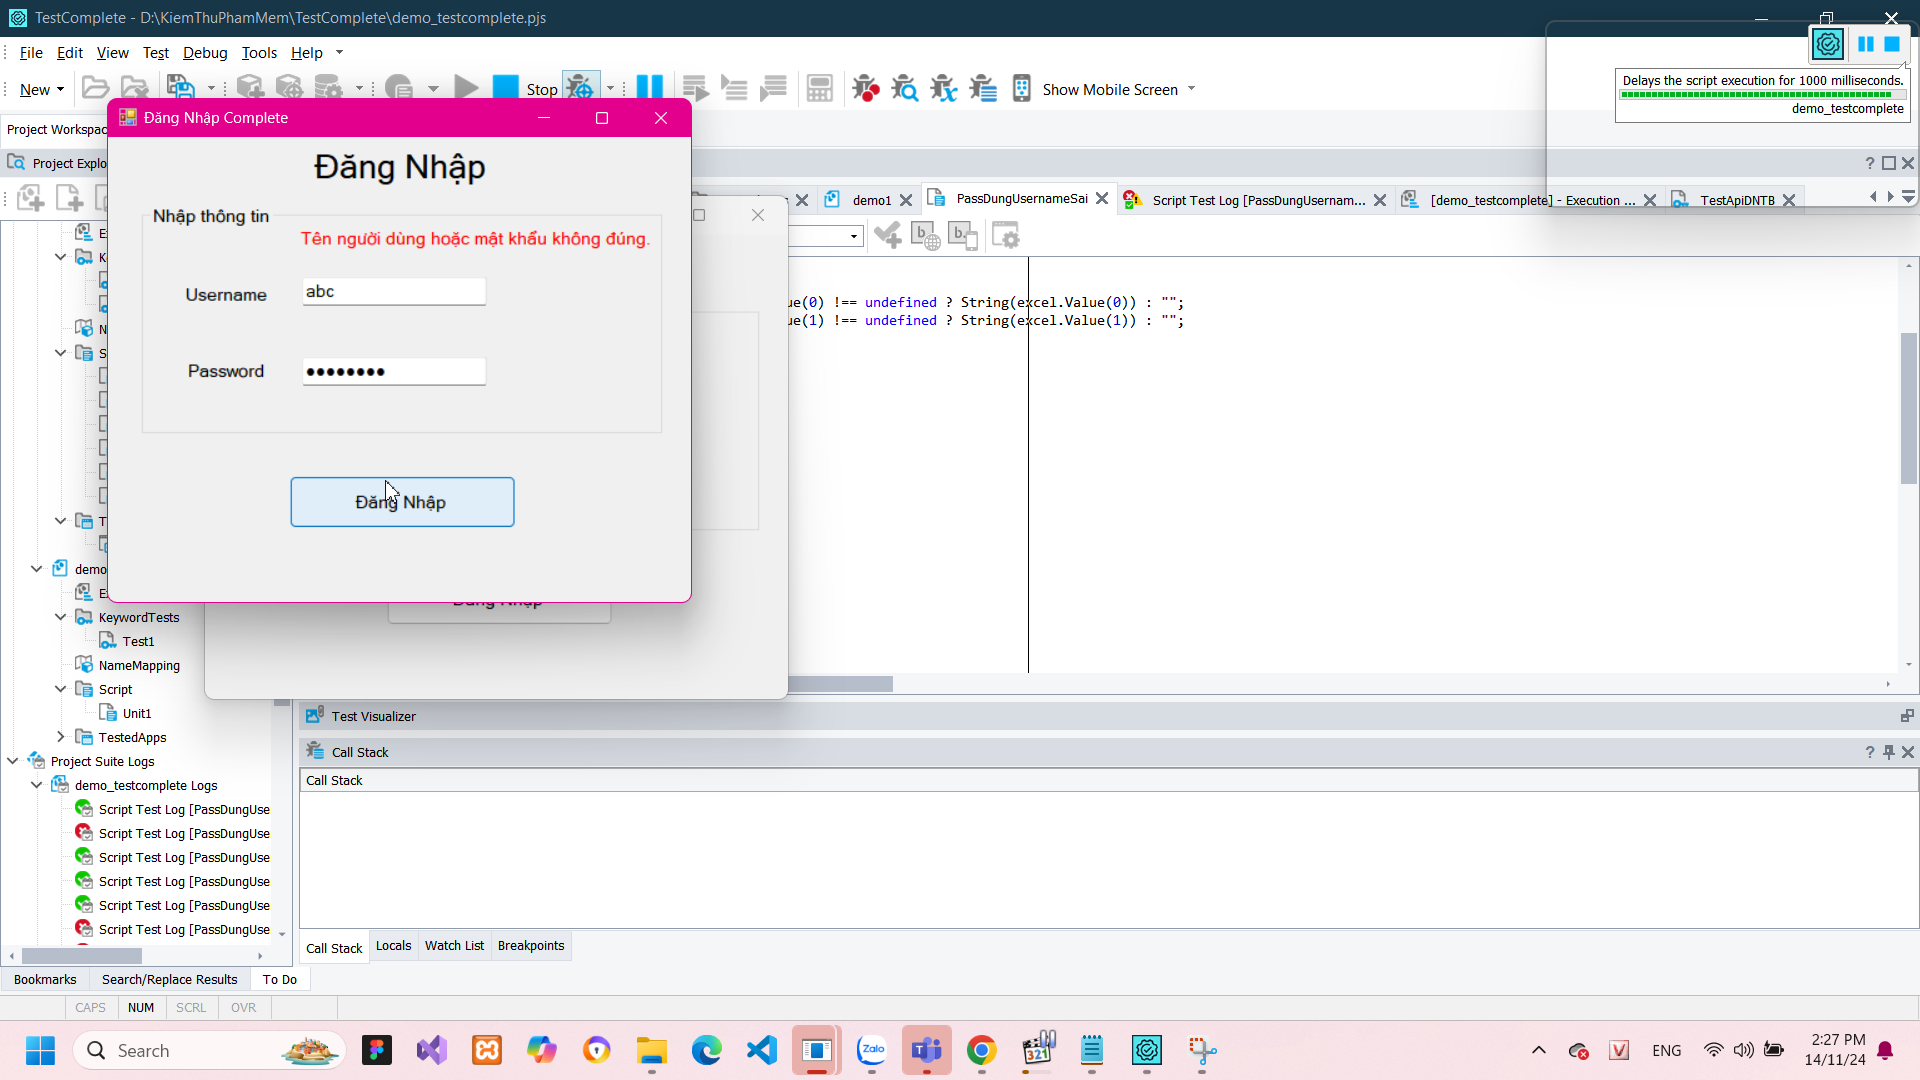 TestComplete - D:\KiemThuPhamMem\TestComplete\demo_testcomplete.pjs
File Edit View Test Debug Tools Help
New
Stop
Show Mobile Screen
Delays the script execution for 1000 milliseconds.
demo_testcomplete
Project Workspac
Project Explo
Đăng Nhập Complete
Đăng Nhập
Nhập thông tin
Tên người dùng hoặc mật khẩu không đúng.
Username
abc
Password
••••••••
Đăng Nhập
Đăng Nhập
demo1
PassDungUsernameSai
Script Test Log [PassDungUsernam...
[demo_testcomplete] - Execution ...
TestApiDNTB
ue(0) !== undefined ? String(excel.Value(0)) : "";
ue(1) !== undefined ? String(excel.Value(1)) : "";
E
K
N
S
T
demo
E
KeywordTests
Test1
NameMapping
Script
Unit1
TestedApps
Project Suite Logs
demo_testcomplete Logs
Script Test Log [PassDungUse
Script Test Log [PassDungUse
Script Test Log [PassDungUse
Script Test Log [PassDungUse
Script Test Log [PassDungUse
Script Test Log [PassDungUse
Test Visualizer
Call Stack
Call Stack
Call Stack Locals Watch List Breakpoints
Bookmarks Search/Replace Results To Do
CAPS NUM SCRL OVR
Search
Zalo
321
ENG
2:27 PM
14/11/24